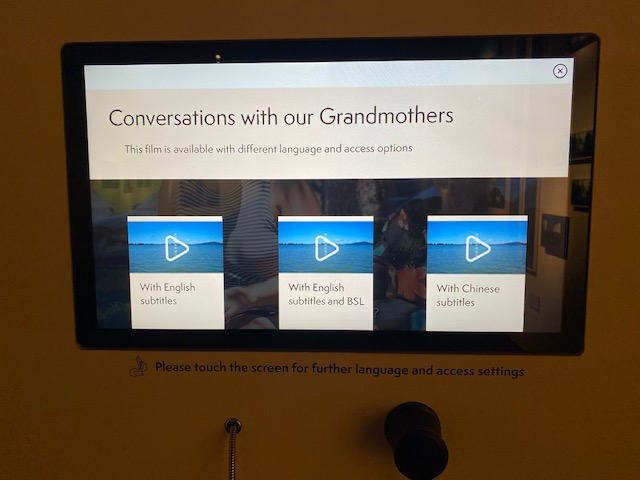 Conversations with our Grandmothers
This film is available with different language and access options
With English
subtitles
With English
subtitles and BSL
With Chinese
subtitles
Please touch the screen for further language and access settings